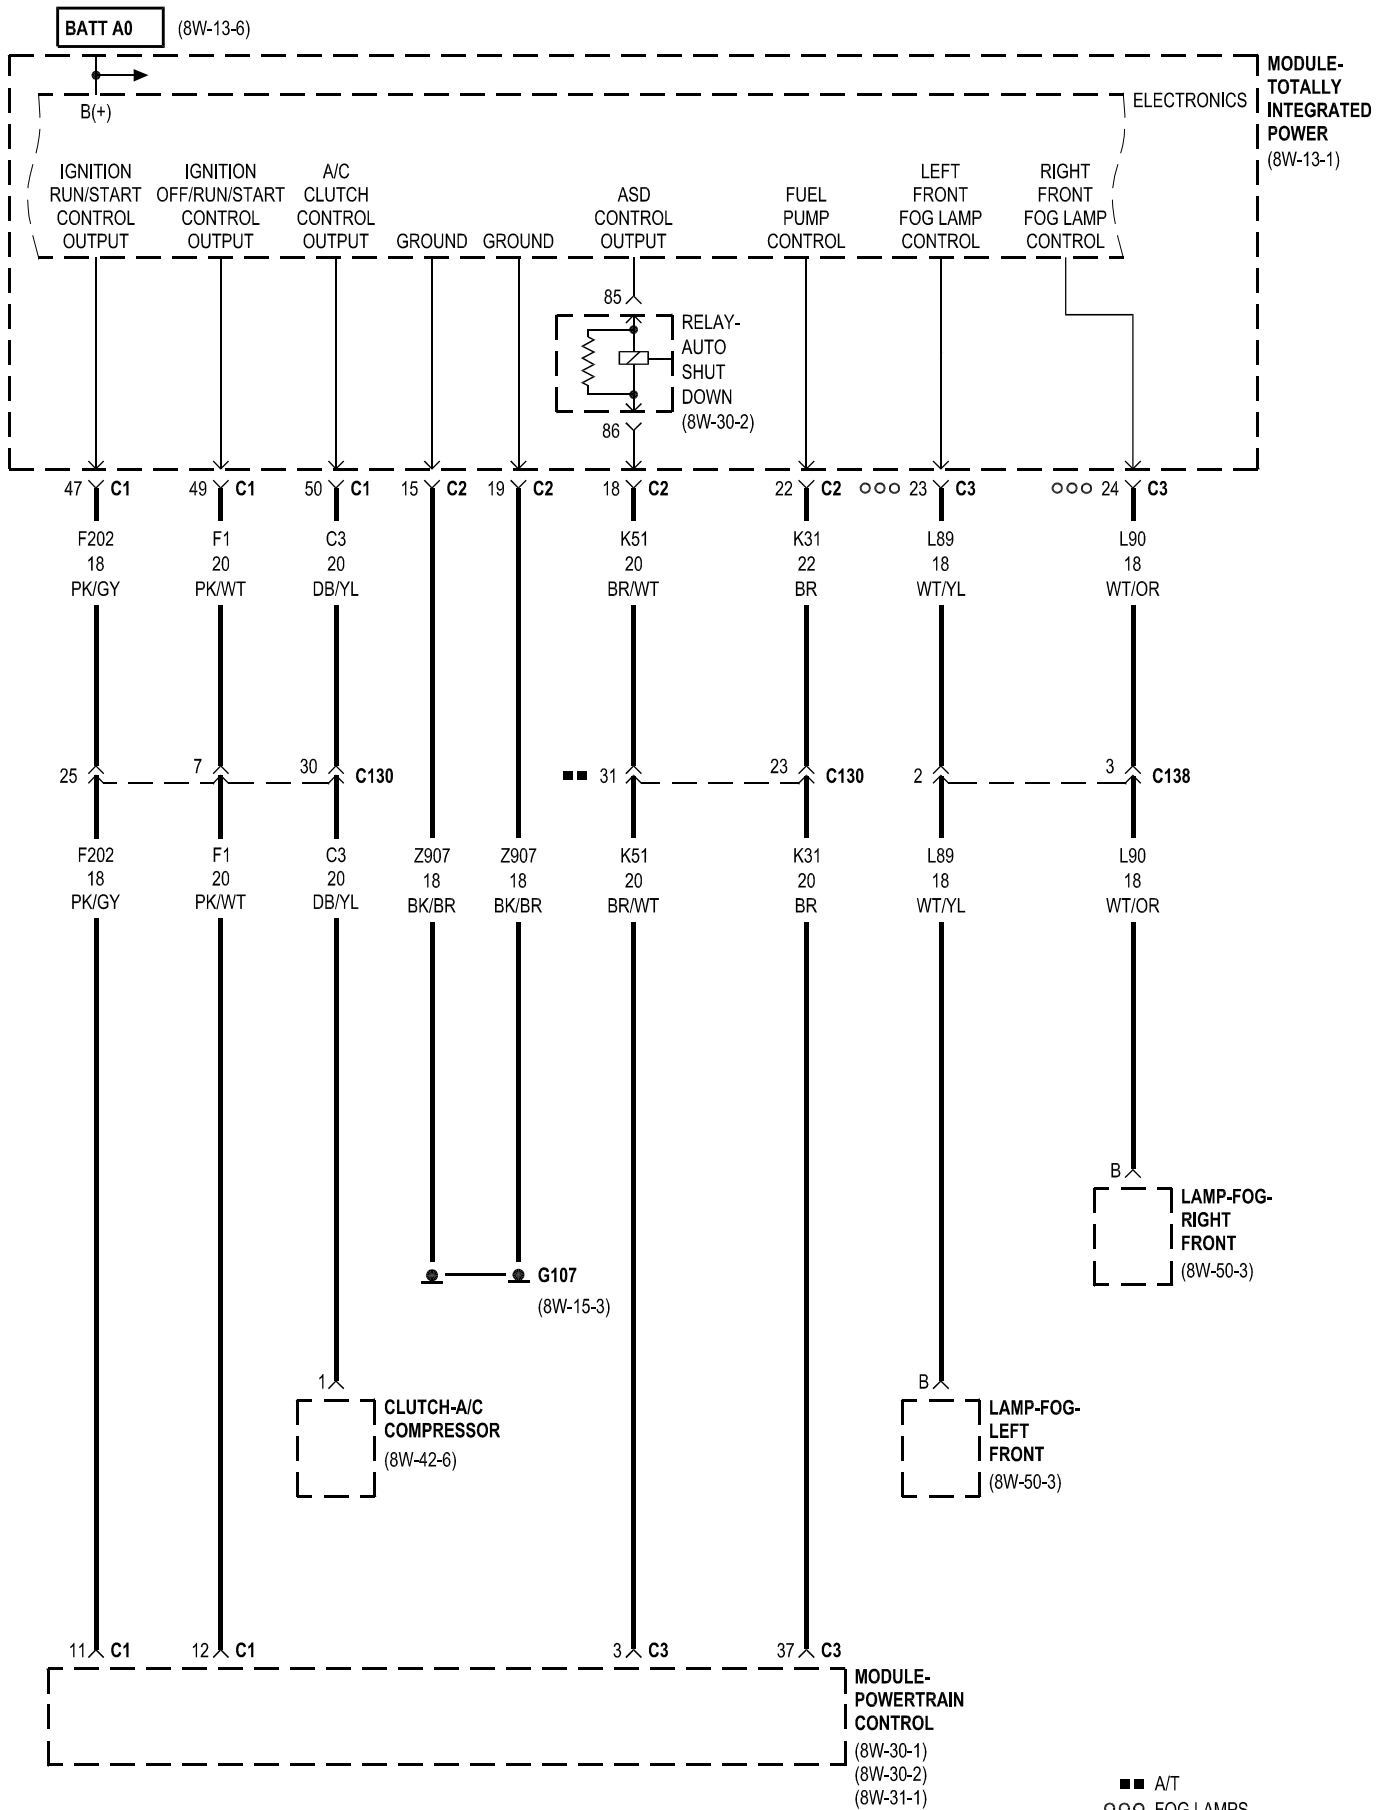 BATT A0 (8W-13-6)
MODULE-
TOTALLY
INTEGRATED
POWER
(8W-13-1)
ELECTRONICS
B(+)
IGNITION
RUN/START
CONTROL
OUTPUT
IGNITION
OFF/RUN/START
CONTROL
OUTPUT
A/C
CLUTCH
CONTROL
OUTPUT
GROUND
GROUND
ASD
CONTROL
OUTPUT
FUEL
PUMP
CONTROL
LEFT
FRONT
FOG LAMP
CONTROL
RIGHT
FRONT
FOG LAMP
CONTROL
85
RELAY-
AUTO
SHUT
DOWN
(8W-30-2)
86
47 C1 49 C1 50 C1 15 C2 19 C2 18 C2 22 C2 23 C3 24 C3
F202 F1 C3 K51 K31 L89 L90
18 20 20 20 22 18 18
PK/GY PK/WT DB/YL BR/WT BR WT/YL WT/OR
25 7 30 C130 31 23 C130 2 3 C138
F202 F1 C3 Z907 Z907 K51 K31 L89 L90
18 20 20 18 18 20 20 18 18
PK/GY PK/WT DB/YL BK/BR BK/BR BR/WT BR WT/YL WT/OR
B
LAMP-FOG-
RIGHT
FRONT
(8W-50-3)
G107
(8W-15-3)
1
CLUTCH-A/C
COMPRESSOR
(8W-42-6)
B
LAMP-FOG-
LEFT
FRONT
(8W-50-3)
11 C1 12 C1 3 C3 37 C3
MODULE-
POWERTRAIN
CONTROL
(8W-30-1)
(8W-30-2)
(8W-31-1)
A/T
FOG LAMPS